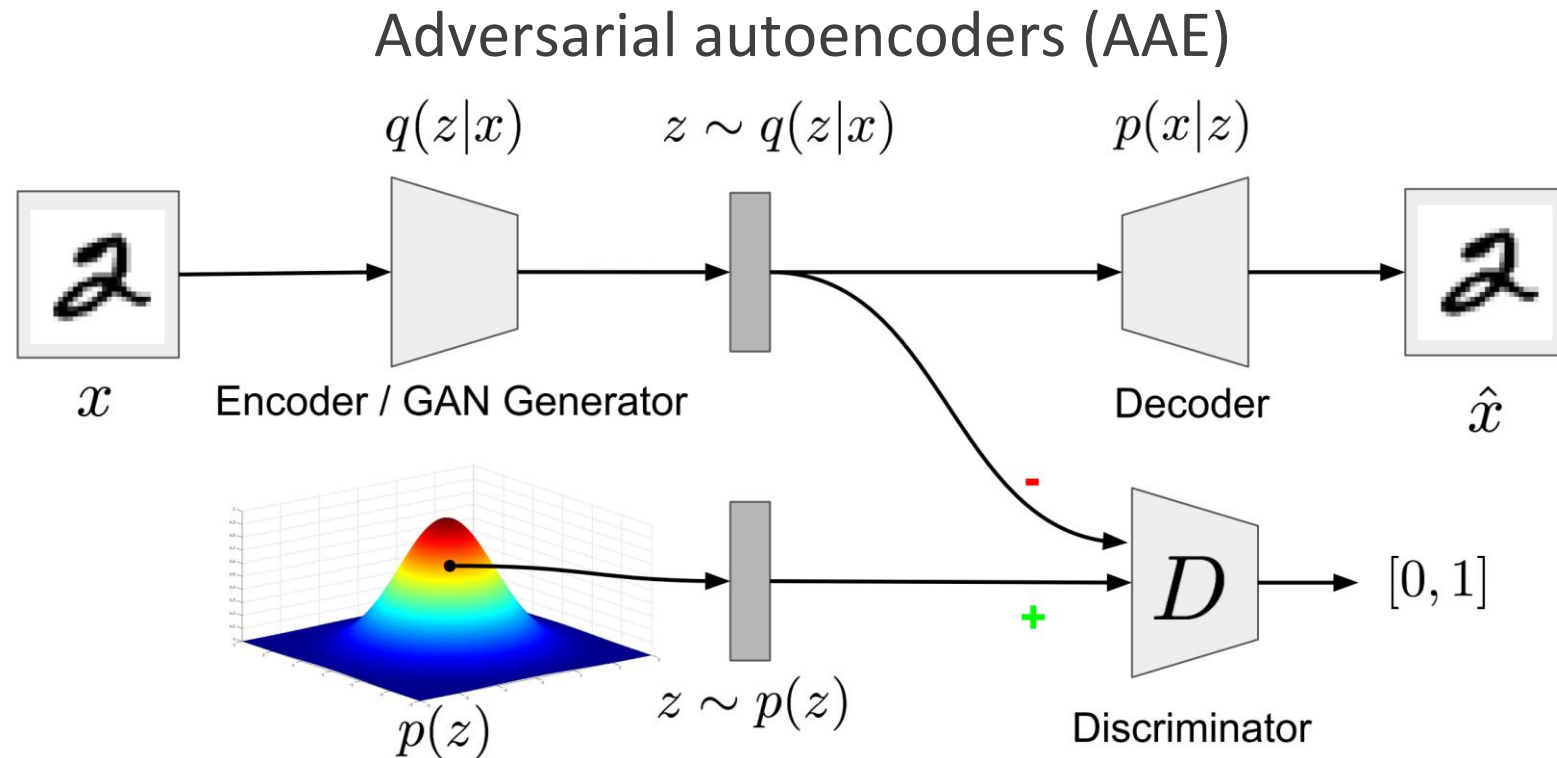 Adversarial autoencoders (AAE)
q(z|x)
z ∼ q(z|x)
p(x|z)
x
Encoder / GAN Generator
Decoder
x̂
-
+
D
[0, 1]
p(z)
z ∼ p(z)
Discriminator